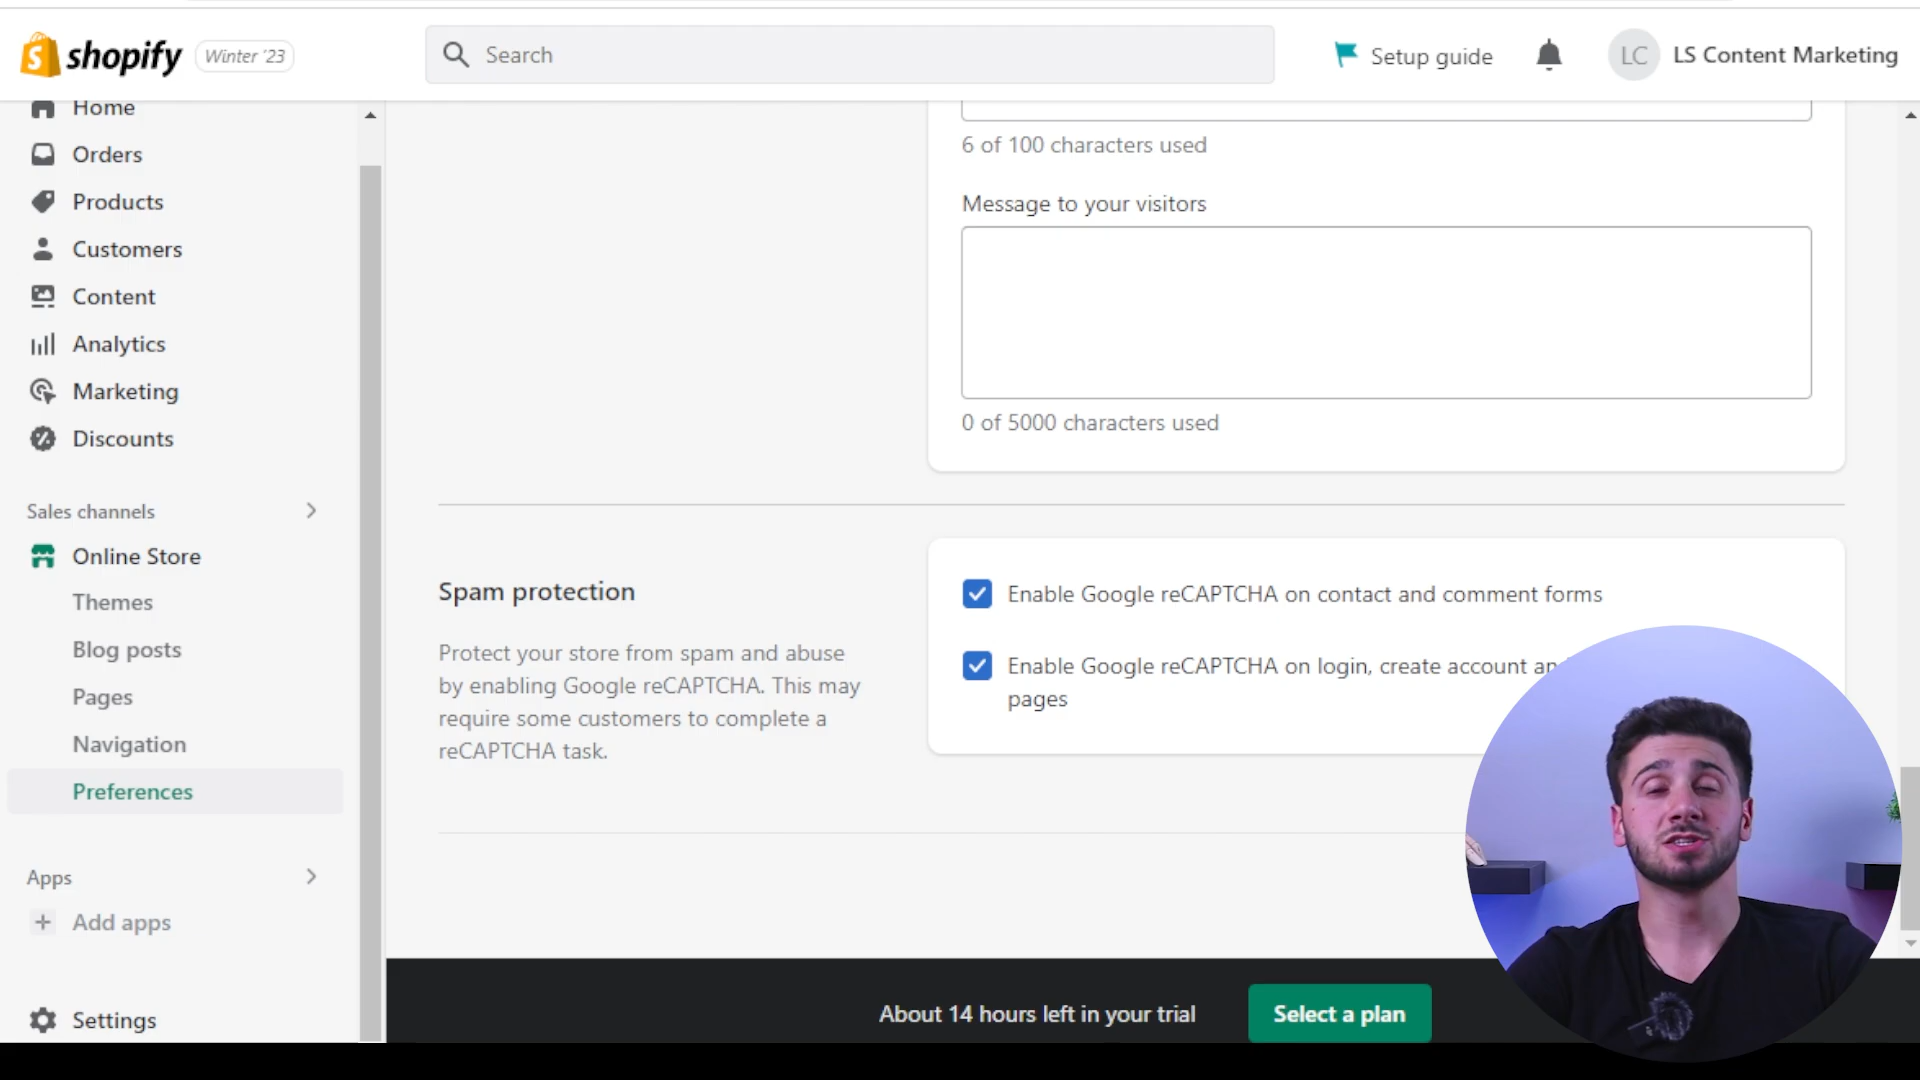 shopify
Winter '23
Search
Setup guide
LC
LS Content Marketing
Home
Orders
Products
Customers
Content
Analytics
Marketing
Discounts
Sales channels
Online Store
Themes
Blog posts
Pages
Navigation
Preferences
Apps
Add apps
Settings
6 of 100 characters used
Message to your visitors
0 of 5000 characters used
Spam protection
Protect your store from spam and abuse
by enabling Google reCAPTCHA. This may
require some customers to complete a
reCAPTCHA task.
Enable Google reCAPTCHA on contact and comment forms
Enable Google reCAPTCHA on login, create account
pages
About 14 hours left in your trial
Select a plan